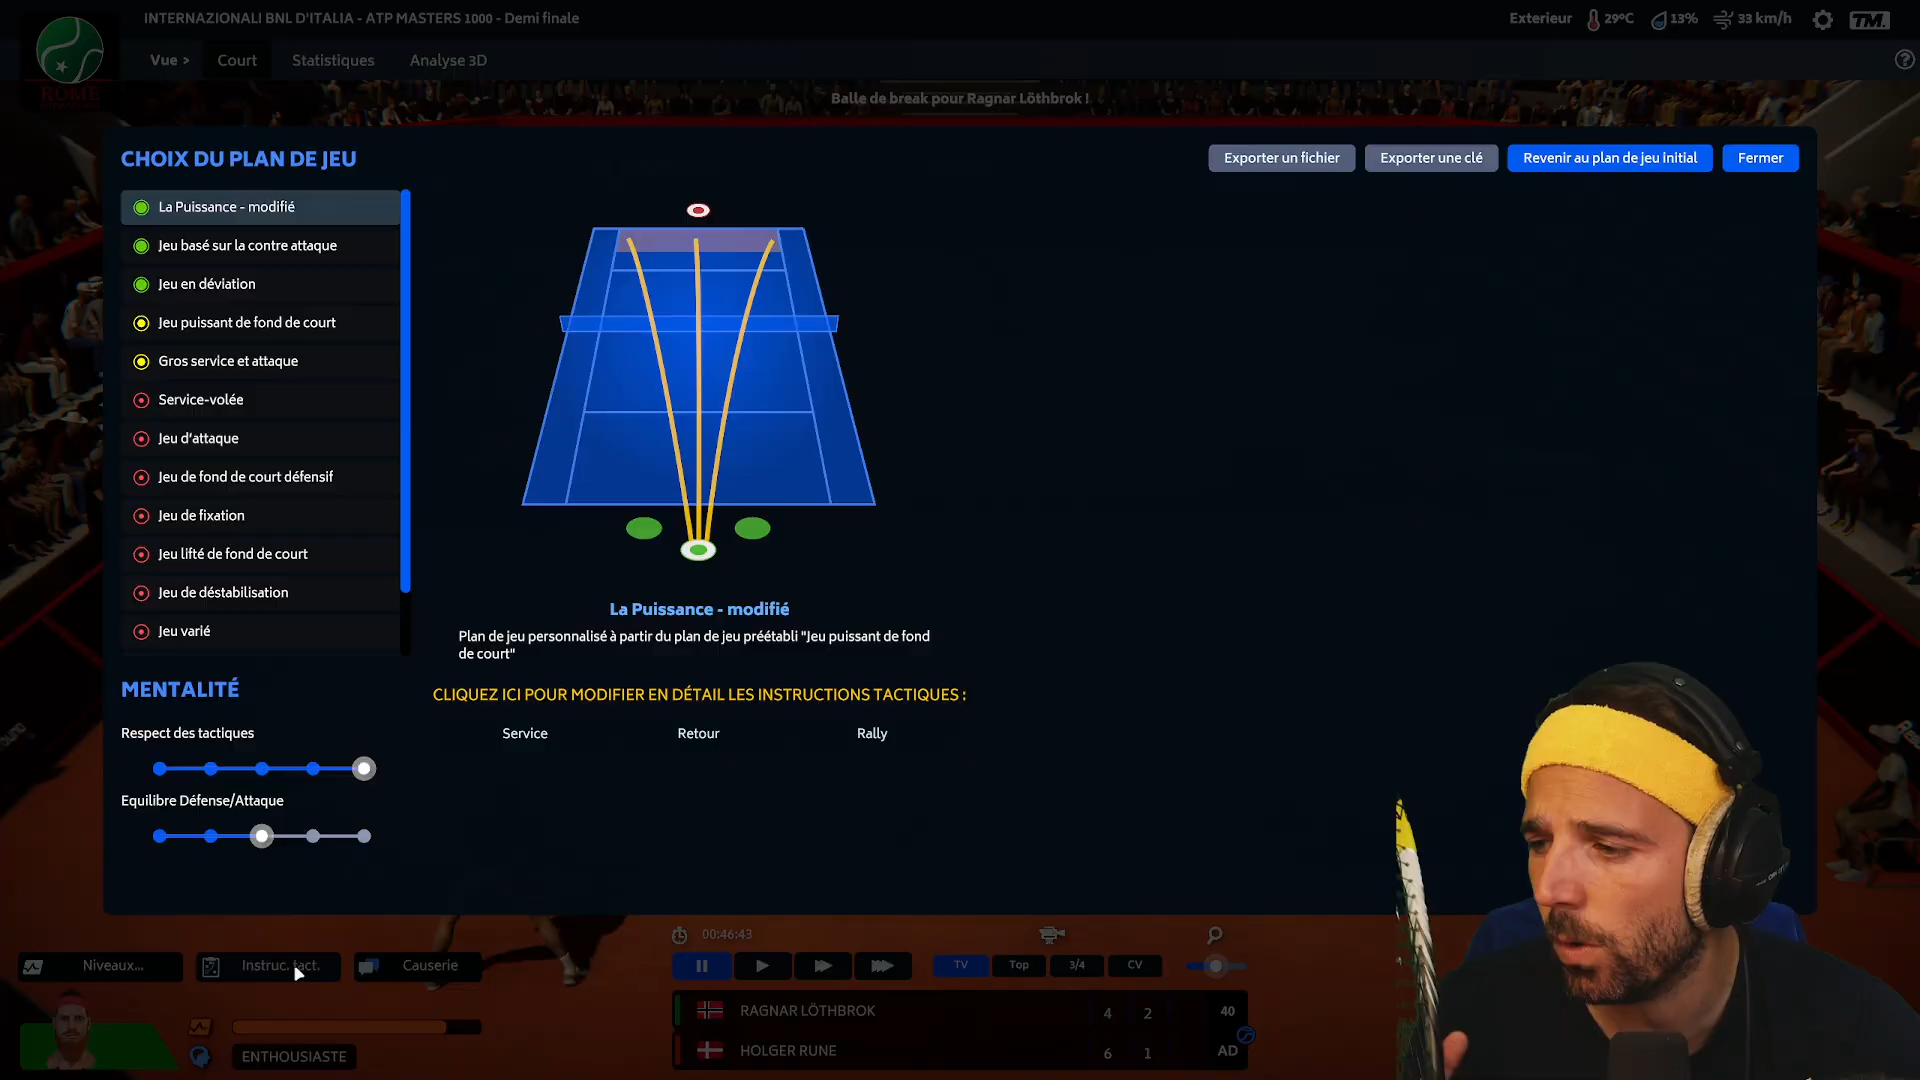 INTERNAZIONALI BNL D'ITALIA - ATP MASTERS 1000 - Demi finale
Exterieur 29°C 13% 33 km/h TM.
ROME
Vue > Court Statistiques Analyse 3D
Balle de break pour Ragnar Löthbrok !
CHOIX DU PLAN DE JEU
Exporter un fichier Exporter une clé Revenir au plan de jeu initial Fermer
La Puissance - modifié
Jeu basé sur la contre attaque
Jeu en déviation
Jeu puissant de fond de court
Gros service et attaque
Service-volée
Jeu d'attaque
Jeu de fond de court défensif
Jeu de fixation
Jeu lifté de fond de court
Jeu de déstabilisation
Jeu varié
La Puissance - modifié
Plan de jeu personnalisé à partir du plan de jeu préétabli "Jeu puissant de fond
de court"
CLIQUEZ ICI POUR MODIFIER EN DÉTAIL LES INSTRUCTIONS TACTIQUES :
Service Retour Rally
MENTALITÉ
Respect des tactiques
Equilibre Défense/Attaque
00:46:43
Niveaux... Instruc. tact. Causerie
TV Top 3/4 CV
RAGNAR LÖTHBROK 4 2 40
HOLGER RUNE 6 1 AD
ENTHOUSIASTE